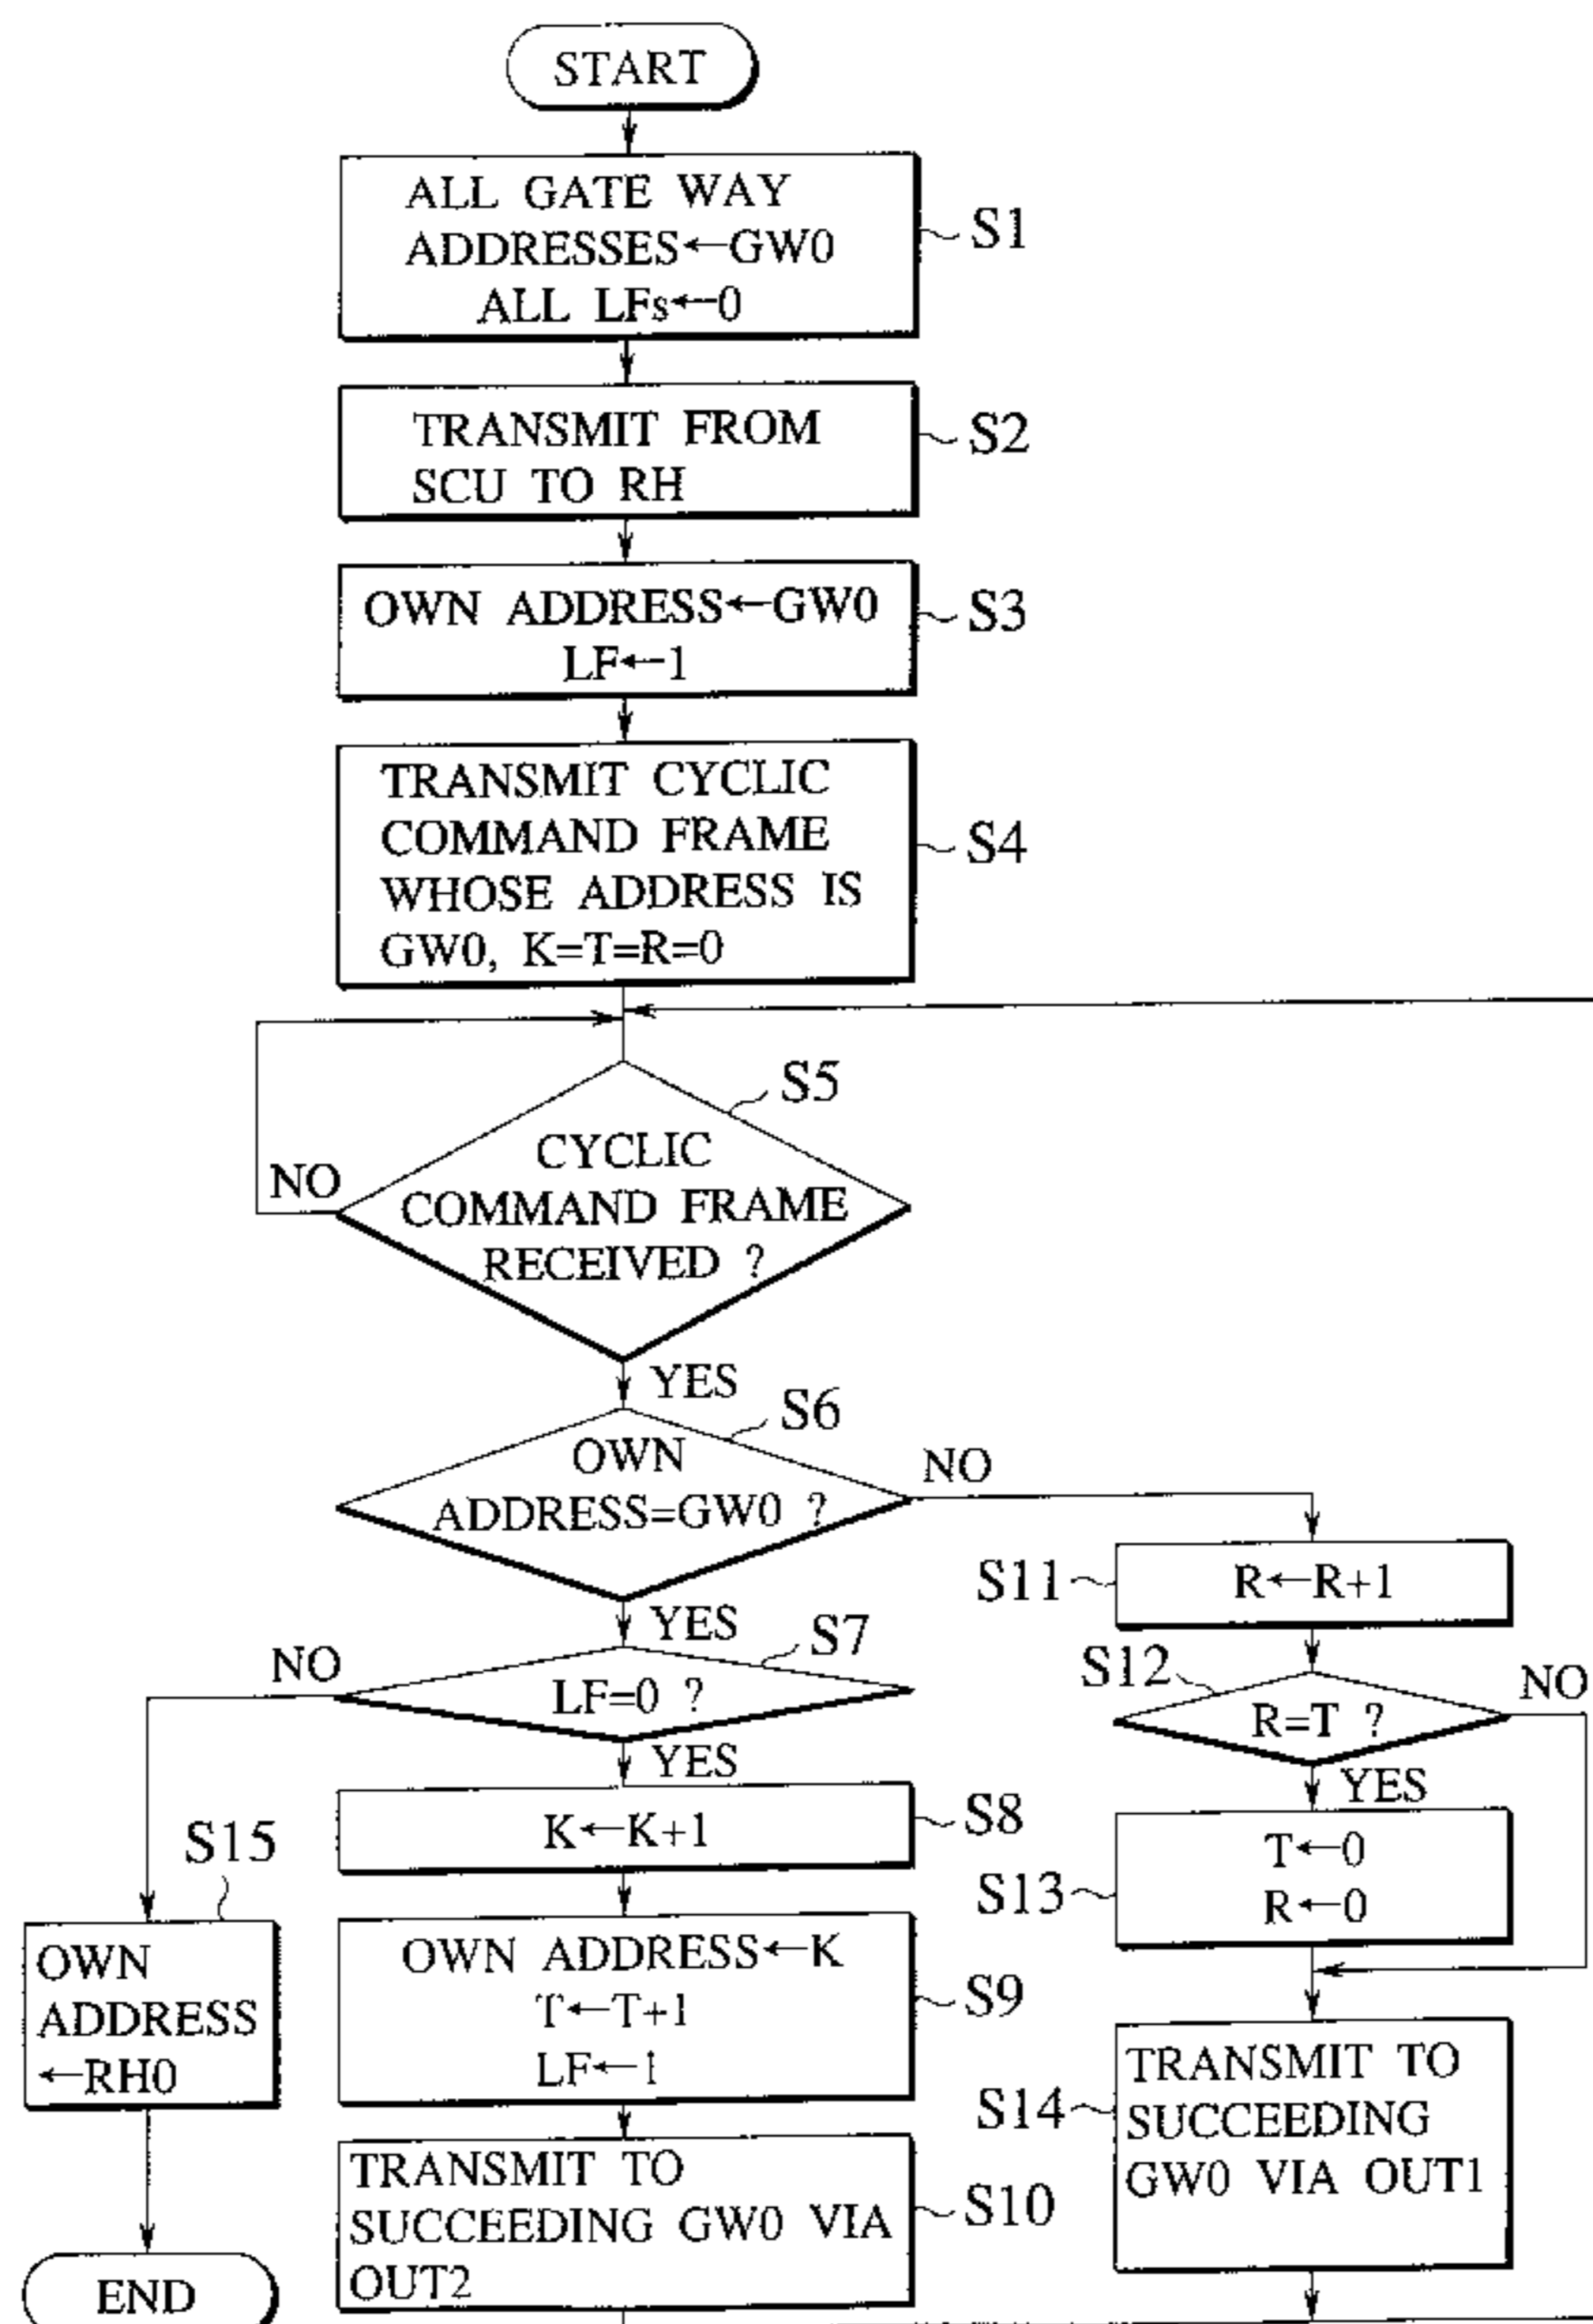 START
ALL GATE WAY
ADDRESSES←GW0
ALL LFs←0
S1
TRANSMIT FROM
SCU TO RH
S2
OWN ADDRESS←GW0
LF←1
S3
TRANSMIT CYCLIC
COMMAND FRAME
WHOSE ADDRESS IS
GW0, K=T=R=0
S4
S5
CYCLIC
COMMAND FRAME
RECEIVED ?
NO
YES
S6
OWN
ADDRESS=GW0 ?
NO
YES
S7
LF=0 ?
NO
YES
K←K+1
S8
OWN ADDRESS←K
T←T+1
LF←1
S9
TRANSMIT TO
SUCCEEDING GW0 VIA
OUT2
S10
S11
R←R+1
S12
R=T ?
NO
YES
S13
T←0
R←0
S14
TRANSMIT TO
SUCCEEDING
GW0 VIA OUT1
S15
OWN
ADDRESS
←RH0
END